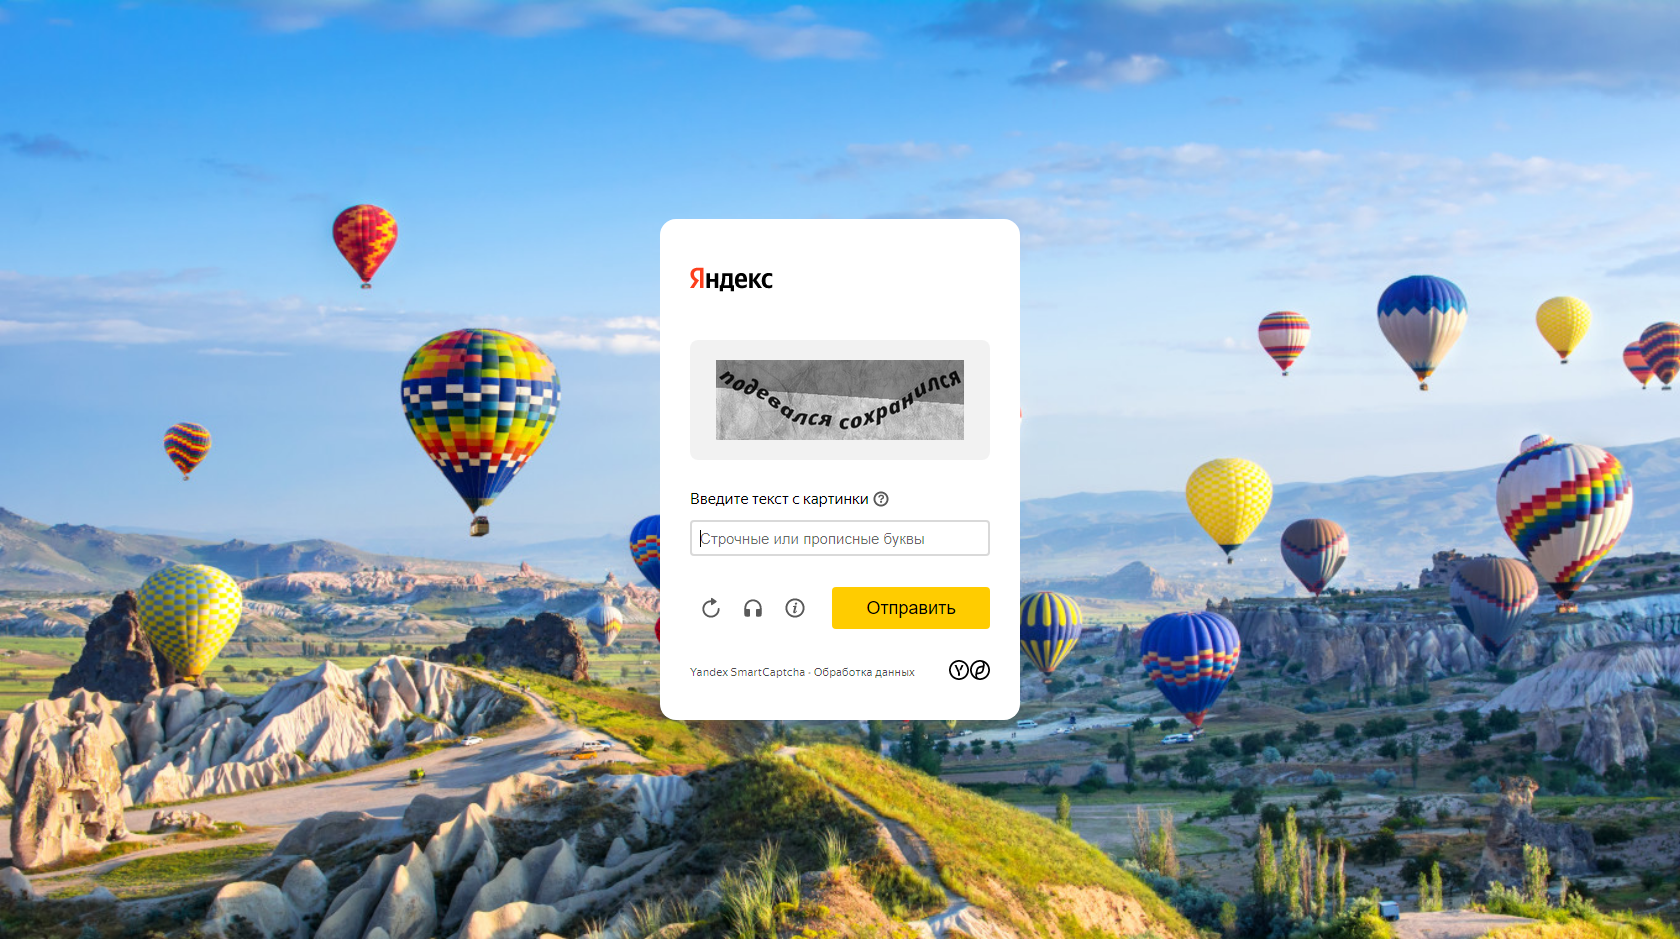 Яндекс
подевался сохранился
Введите текст с картинки
Строчные или прописные буквы
Отправить
Yandex SmartCaptcha · Обработка данных